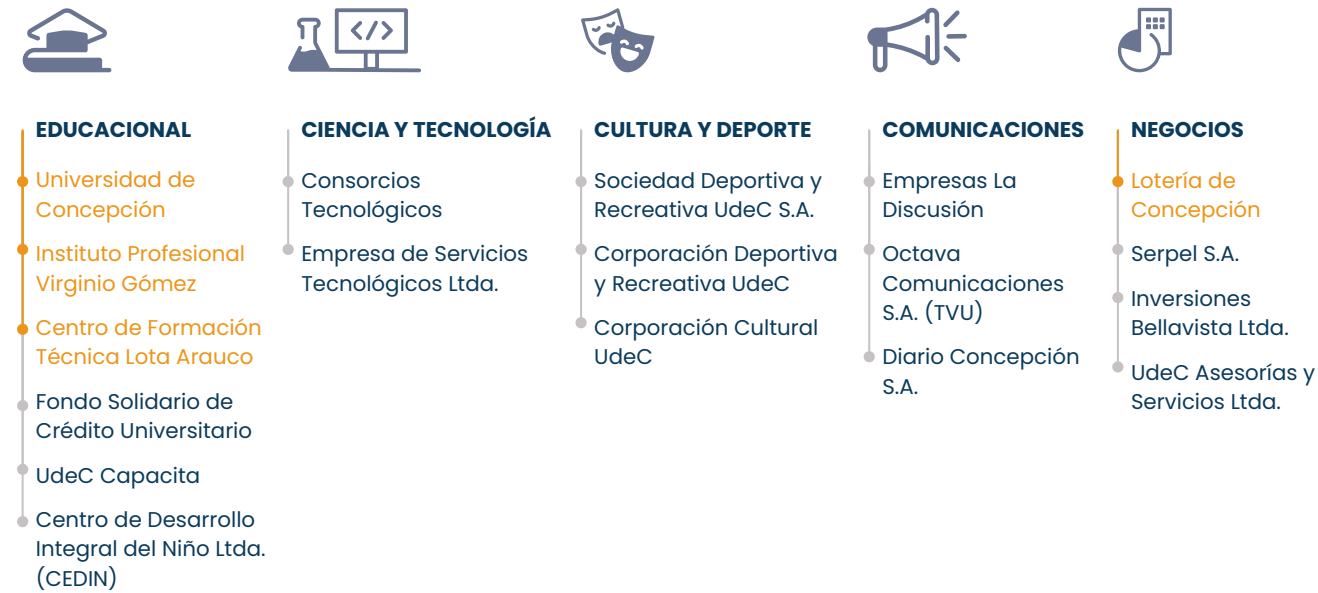 </>
EDUCACIONAL
Universidad de
Concepción
Instituto Profesional
Virginio Gómez
Centro de Formación
Técnica Lota Arauco
Fondo Solidario de
Crédito Universitario
UdeC Capacita
Centro de Desarrollo
Integral del Niño Ltda.
(CEDIN)
CIENCIA Y TECNOLOGÍA
Consorcios
Tecnológicos
Empresa de Servicios
Tecnológicos Ltda.
CULTURA Y DEPORTE
Sociedad Deportiva y
Recreativa UdeC S.A.
Corporación Deportiva
y Recreativa UdeC
Corporación Cultural
UdeC
COMUNICACIONES
Empresas La
Discusión
Octava
Comunicaciones
S.A. (TVU)
Diario Concepción
S.A.
NEGOCIOS
Lotería de
Concepción
Serpel S.A.
Inversiones
Bellavista Ltda.
UdeC Asesorías y
Servicios Ltda.